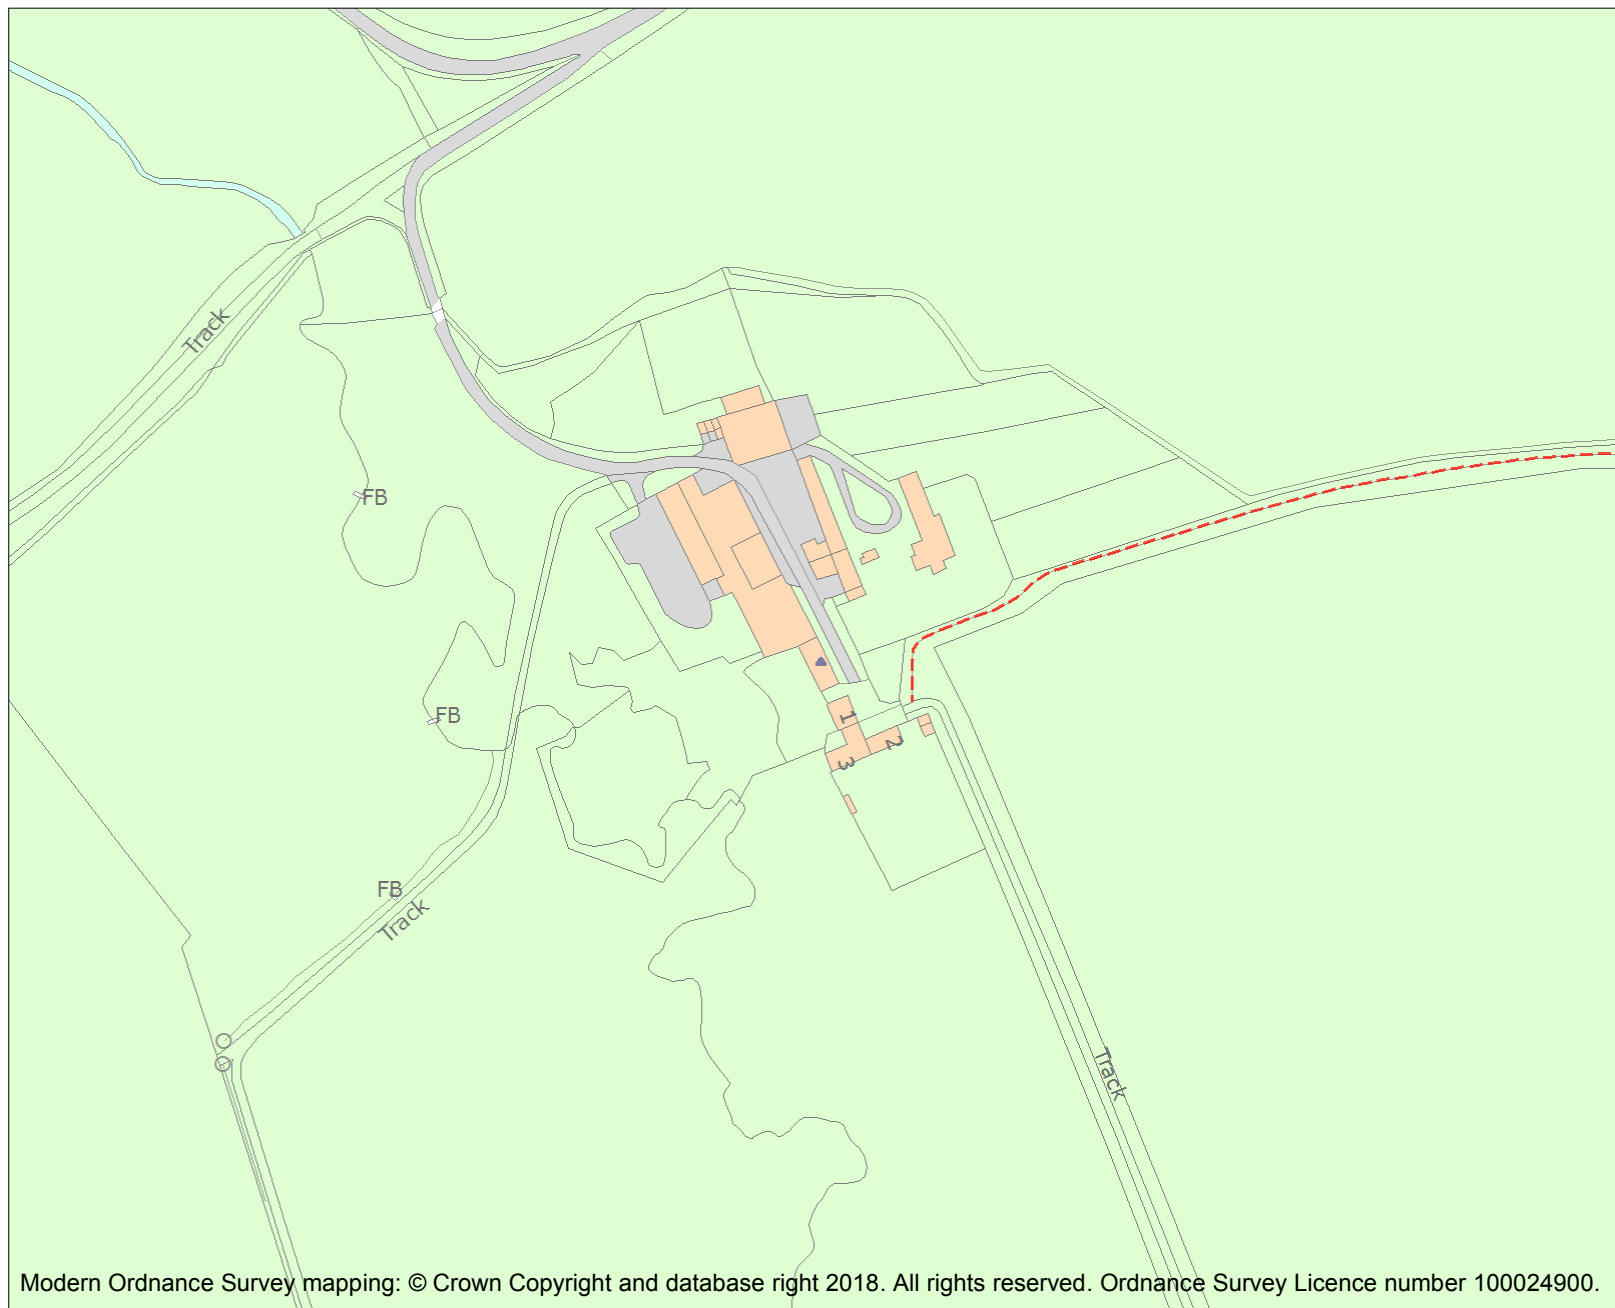 Track
FB
FB
1
2
3
FB
Track
Track
Modern Ordnance Survey mapping: © Crown Copyright and database right 2018. All rights reserved. Ordnance Survey Licence number 100024900.